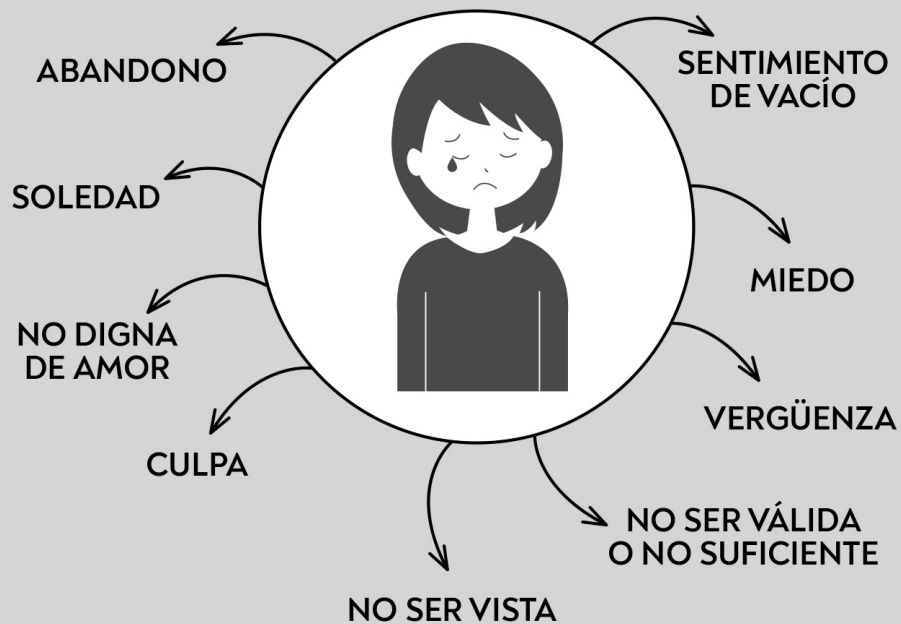 ABANDONO
SENTIMIENTO
DE VACÍO
SOLEDAD
MIEDO
NO DIGNA
DE AMOR
VERGÜENZA
CULPA
NO SER VÁLIDA
O NO SUFICIENTE
NO SER VISTA